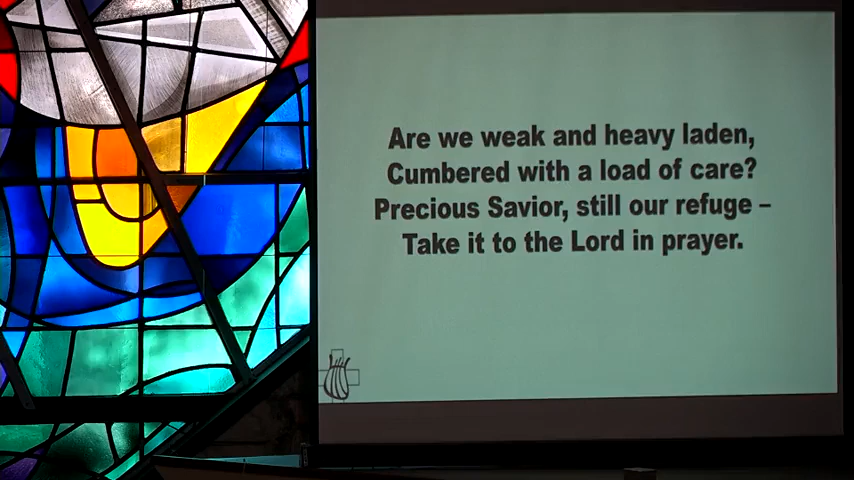 Are we weak and heavy laden,
Cumbered with a load of care?
Precious Savior, still our refuge –
Take it to the Lord in prayer.